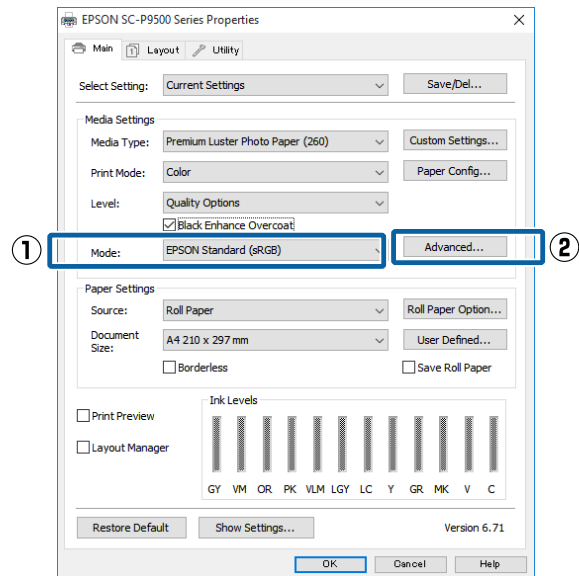 EPSON SC-P9500 Series Properties
Main Layout Utility
Select Setting: Current Settings Save/Del...
Media Settings
Media Type: Premium Luster Photo Paper (260) Custom Settings...
Print Mode: Color Paper Config...
Level: Quality Options
Black Enhance Overcoat
① Mode: EPSON Standard (sRGB) Advanced... ②
Paper Settings
Source: Roll Paper Roll Paper Option...
Document Size: A4 210 x 297 mm User Defined...
Borderless Save Roll Paper
Ink Levels
Print Preview
Layout Manager
GY VM OR PK VLM LGY LC Y GR MK V C
Restore Default Show Settings... Version 6.71
OK Cancel Help